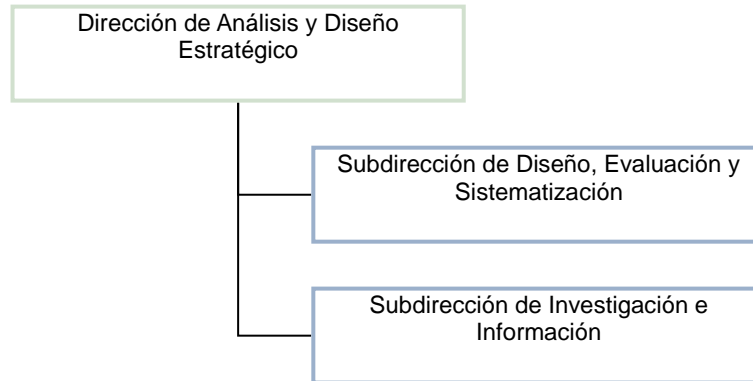 Dirección de Análisis y Diseño
Estratégico
Subdirección de Diseño, Evaluación y
Sistematización
Subdirección de Investigación e
Información